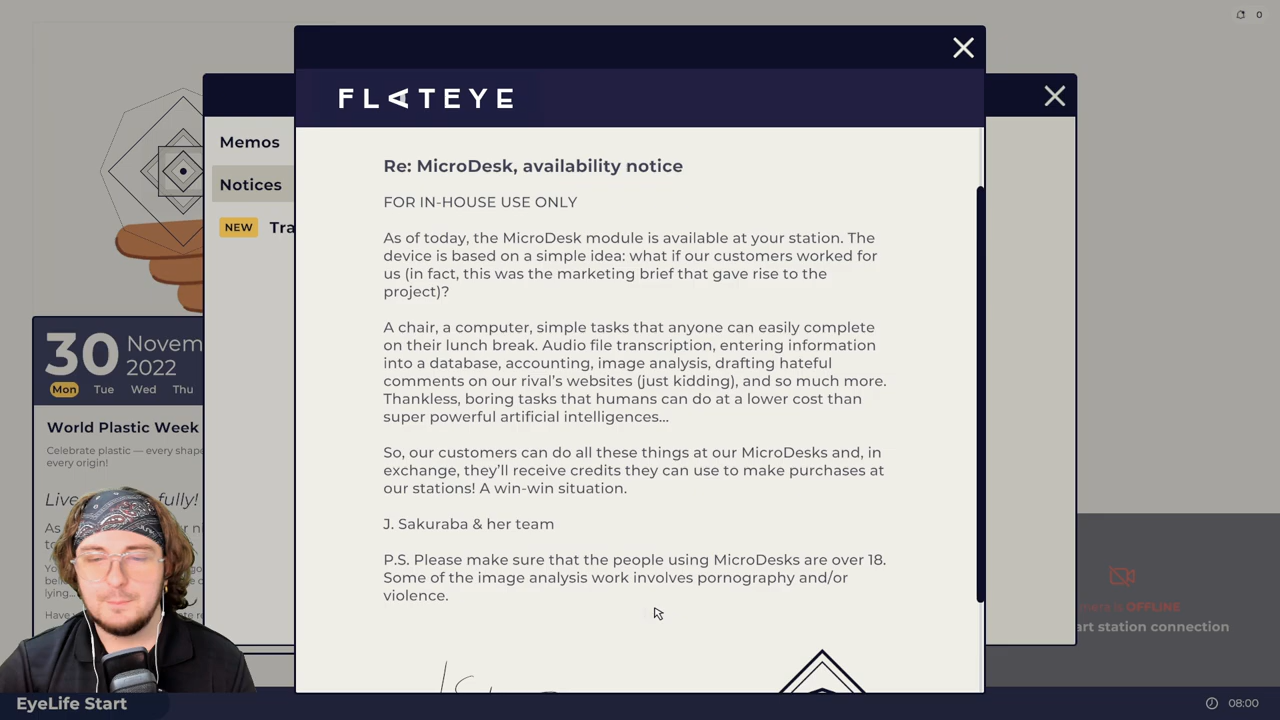 0
FLATEYE
Memos
Re: MicroDesk, availability notice
Notices
FOR IN-HOUSE USE ONLY
NEW
As of today, the MicroDesk module is available at your station. The
device is based on a simple idea: what if our customers worked for
us (in fact, this was the marketing brief that gave rise to the
project)?
A chair, a computer, simple tasks that anyone can easily complete
on their lunch break. Audio file transcription, entering information
into a database, accounting, image analysis, drafting hateful
comments on our rival's websites (just kidding), and so much more.
Thankless, boring tasks that humans can do at a lower cost than
super powerful artificial intelligences...
So, our customers can do all these things at our MicroDesks and, in
exchange, they'll receive credits they can use to make purchases at
our stations! A win-win situation.
J. Sakuraba & her team
P.S. Please make sure that the people using MicroDesks are over 18.
Some of the image analysis work involves pornography and/or
violence.
30
2022
Mon Tue Wed Thu
World Plastic Week
Celebrate plastic — every
every origin!
Live
As
lying...
Have
is OFFLINE
station connection
EyeLife Start
08:00